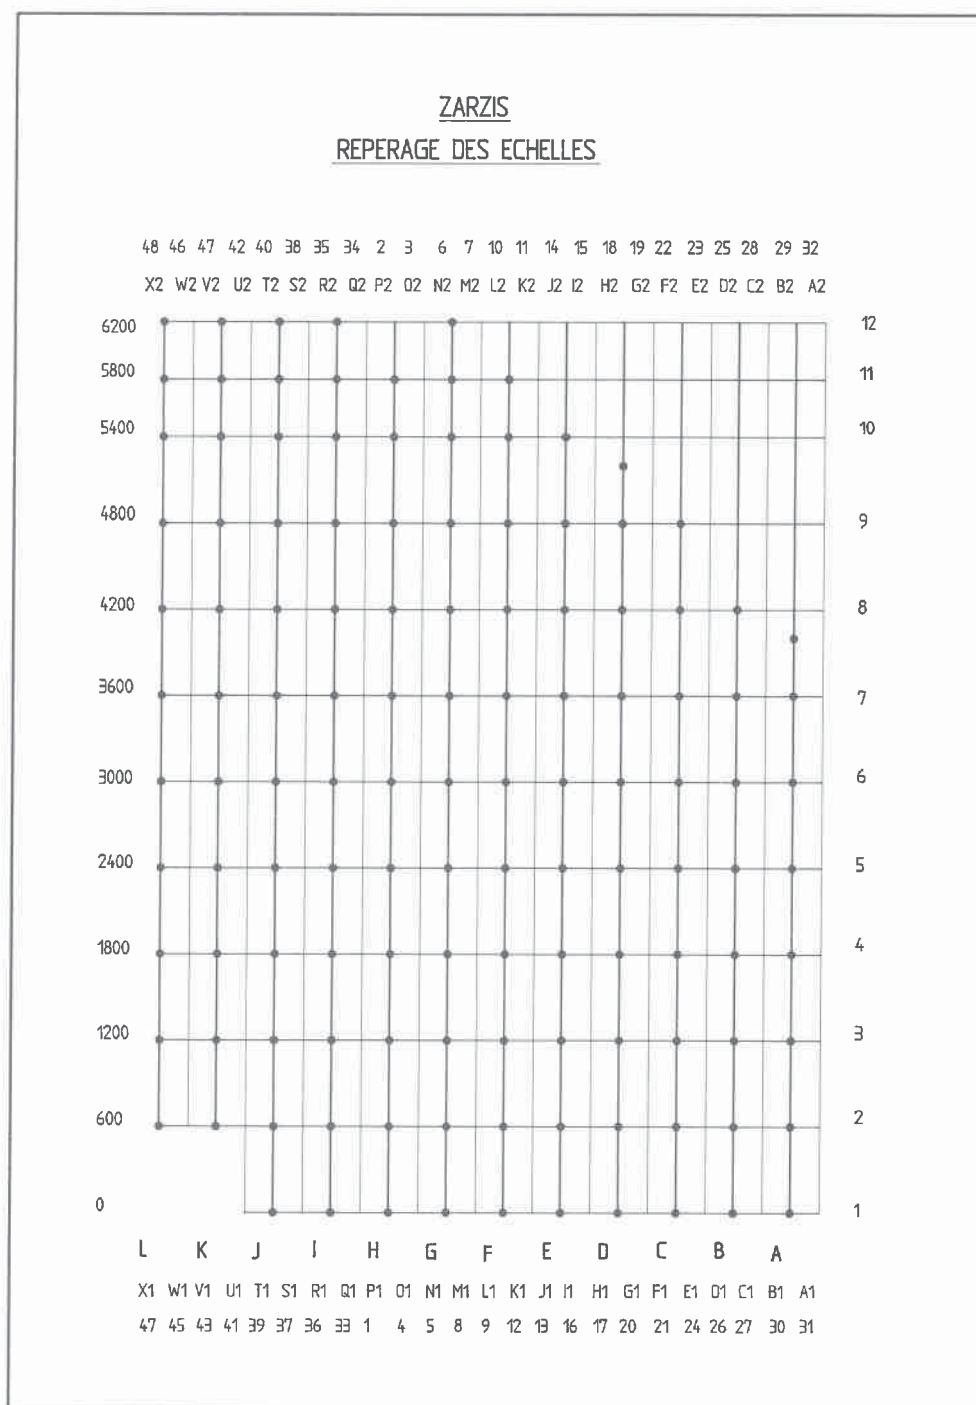 ZARZIS
REPERAGE DES ECHELLES
48 46 47 42 40 38 35 34 2 3 6 7 10 11 14 15 18 19 22 23 25 28 29 32
X2 W2 V2 U2 T2 S2 R2 Q2 P2 O2 N2 M2 L2 K2 J2 I2 H2 G2 F2 E2 D2 C2 B2 A2
6200 12
5800 11
5400 10
4800 9
4200 8
3600 7
3000 6
2400 5
1800 4
1200 3
600 2
0 1
L K J I H G F E D C B A
X1 W1 V1 U1 T1 S1 R1 Q1 P1 O1 N1 M1 L1 K1 J1 I1 H1 G1 F1 E1 D1 C1 B1 A1
47 45 43 41 39 37 36 33 1 4 5 8 9 12 13 16 17 20 21 24 26 27 30 31